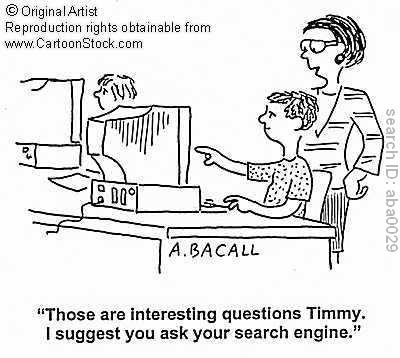 © Original Artist
Reproduction rights obtainable from
www.CartoonStock.com
search ID: aba0029
A.BACALL
“Those are interesting questions Timmy.
I suggest you ask your search engine.”